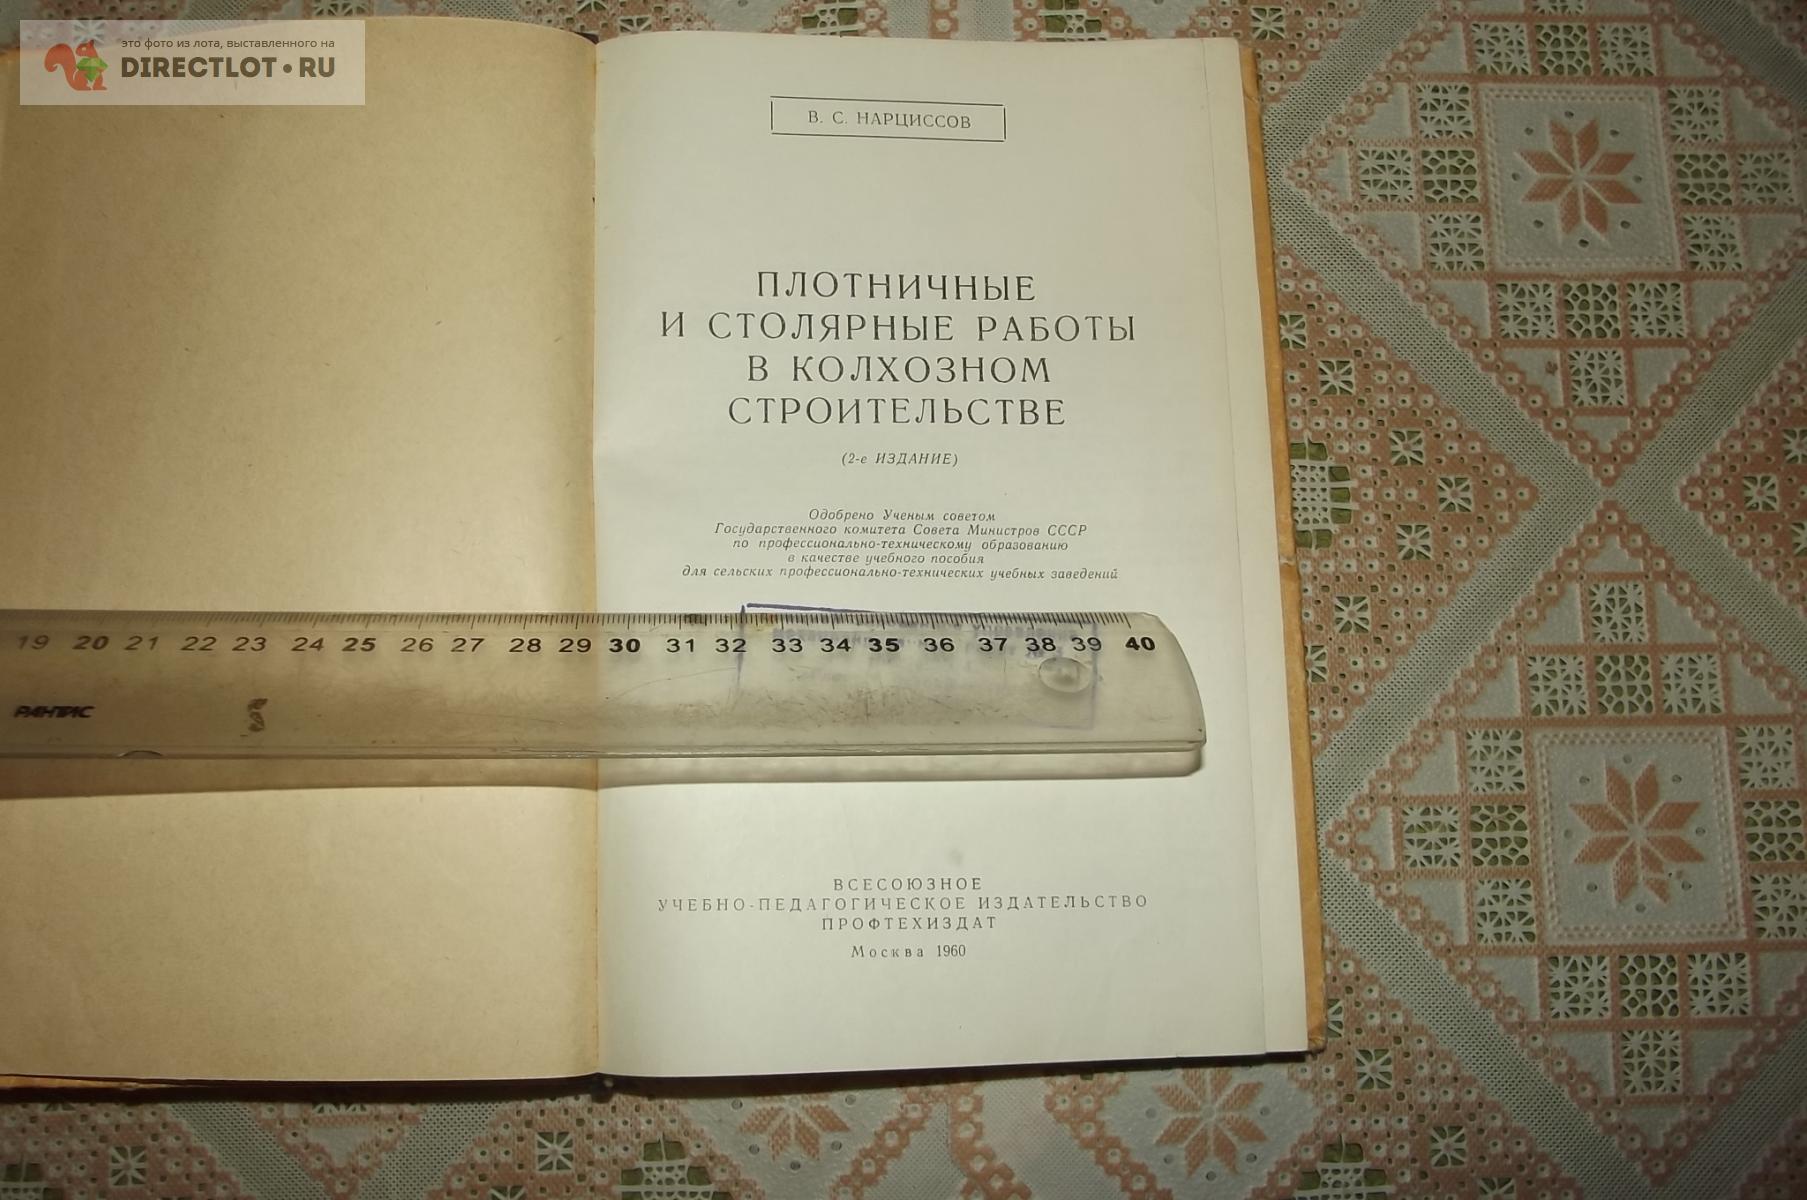 это фото из лота, выставленного на
DIRECTLOT•RU
В. С. НАРЦИССОВ
ПЛОТНИЧНЫЕ
И СТОЛЯРНЫЕ РАБОТЫ
В КОЛХОЗНОМ
СТРОИТЕЛЬСТВЕ
(2-е ИЗДАНИЕ)
Одобрено Ученым советом
Государственного комитета Совета Министров СССР
по профессионально-техническому образованию
в качестве учебного пособия
для сельских профессионально-технических учебных заведений
19 20 21 22 23 24 25 26 27 28 29 30 31 32 33 34 35 36 37 38 39 40
РАНТИС
ВСЕСОЮЗНОЕ
УЧЕБНО-ПЕДАГОГИЧЕСКОЕ ИЗДАТЕЛЬСТВО
ПРОФТЕХИЗДАТ
Москва 1960